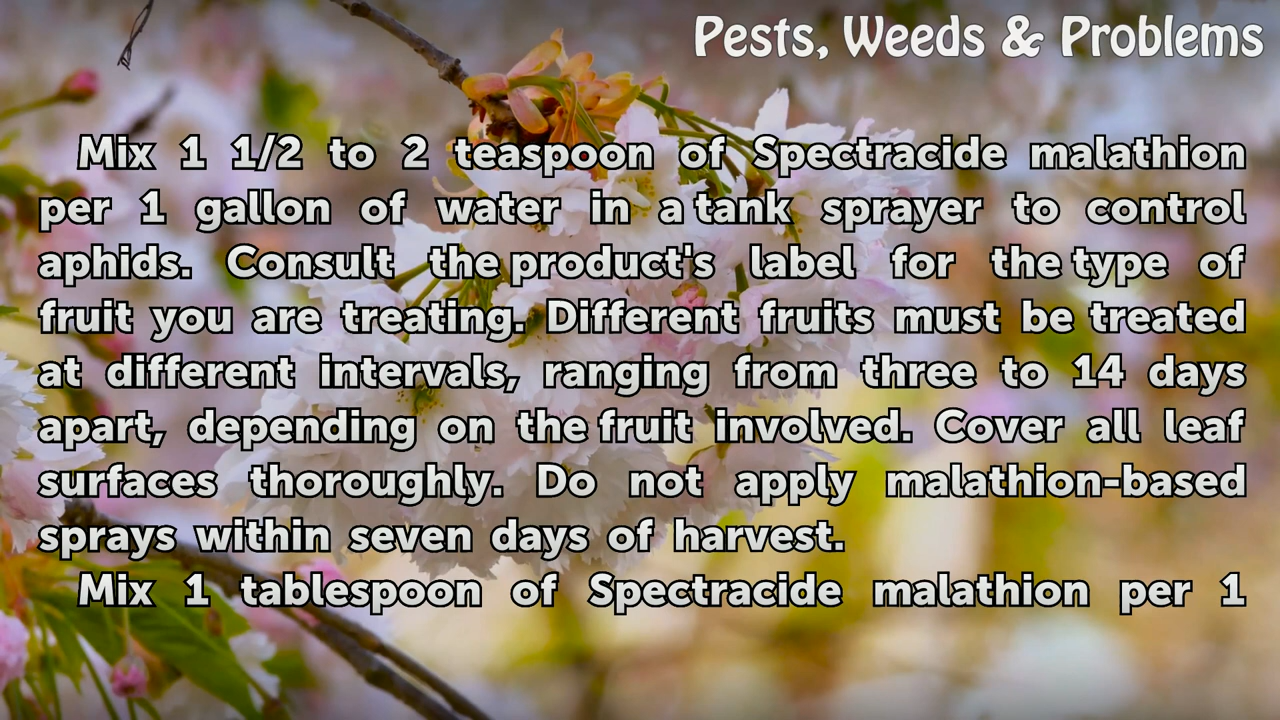 Pests, Weeds & Problems
Mix 1 1/2 to 2 teaspoon of Spectracide malathion
per 1 gallon of water in a tank sprayer to control
aphids. Consult the product's label for the type of
fruit you are treating. Different fruits must be treated
at different intervals, ranging from three to 14 days
apart, depending on the fruit involved. Cover all leaf
surfaces thoroughly. Do not apply malathion-based
sprays within seven days of harvest.
Mix 1 tablespoon of Spectracide malathion per 1